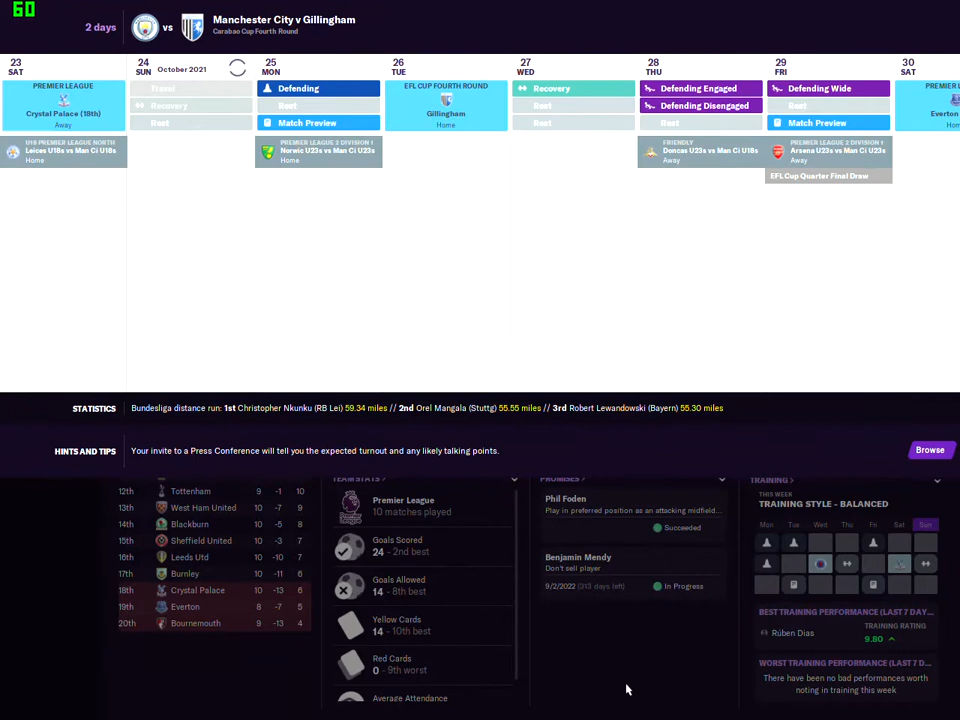 60
2 days
vs
Manchester City v Gillingham
Carabao Cup Fourth Round
23
SAT
24
SUN October 2021
25
MON
26
TUE
27
WED
28
THU
29
FRI
30
SAT
PREMIER LEAGUE
Crystal Palace (18th)
Away
Travel
Recovery
Rest
Defending
Rest
Match Preview
EFL CUP FOURTH ROUND
Gillingham
Home
Recovery
Rest
Rest
Defending Engaged
Defending Disengaged
Rest
Defending Wide
Rest
Match Preview
PREMIER L
Everton
Hom
U18 PREMIER LEAGUE NORTH
Leices U18s vs Man Ci U18s
Home
PREMIER LEAGUE 2 DIVISION 1
Norwic U23s vs Man Ci U23s
Home
FRIENDLY
Doncas U23s vs Man Ci U18s
Away
PREMIER LEAGUE 2 DIVISION 1
Arsena U23s vs Man Ci U23s
Away
EFL Cup Quarter Final Draw
STATISTICS
Bundesliga distance run: 1st Christopher Nkunku (RB Lei) 59.34 miles // 2nd Orel Mangala (Stuttg) 55.55 miles // 3rd Robert Lewandowski (Bayern) 55.30 miles
HINTS AND TIPS
Your invite to a Press Conference will tell you the expected turnout and any likely talking points.
Browse
12th Tottenham 9 -1 10
13th West Ham United 10 -7 9
14th Blackburn 10 -5 8
15th Sheffield United 10 -3 7
16th Leeds Utd 10 -10 7
17th Burnley 10 -11 6
18th Crystal Palace 10 -13 6
19th Everton 8 -7 5
20th Bournemouth 9 -13 4
TEAM STATS >
Premier League
10 matches played
Goals Scored
24 - 2nd best
Goals Allowed
14 - 8th best
Yellow Cards
14 - 10th best
Red Cards
0 - 9th worst
Average Attendance
PROMISES >
Phil Foden
Play in preferred position as an attacking midfield...
Succeeded
Benjamin Mendy
Don't sell player
9/2/2022 (313 days left)
In Progress
TRAINING >
THIS WEEK
TRAINING STYLE - BALANCED
Mon Tue Wed Thu Fri Sat Sun
BEST TRAINING PERFORMANCE (LAST 7 DAY...
Rúben Dias
TRAINING RATING
9.80
WORST TRAINING PERFORMANCE (LAST 7 D...
There have been no bad performances worth
noting in training this week